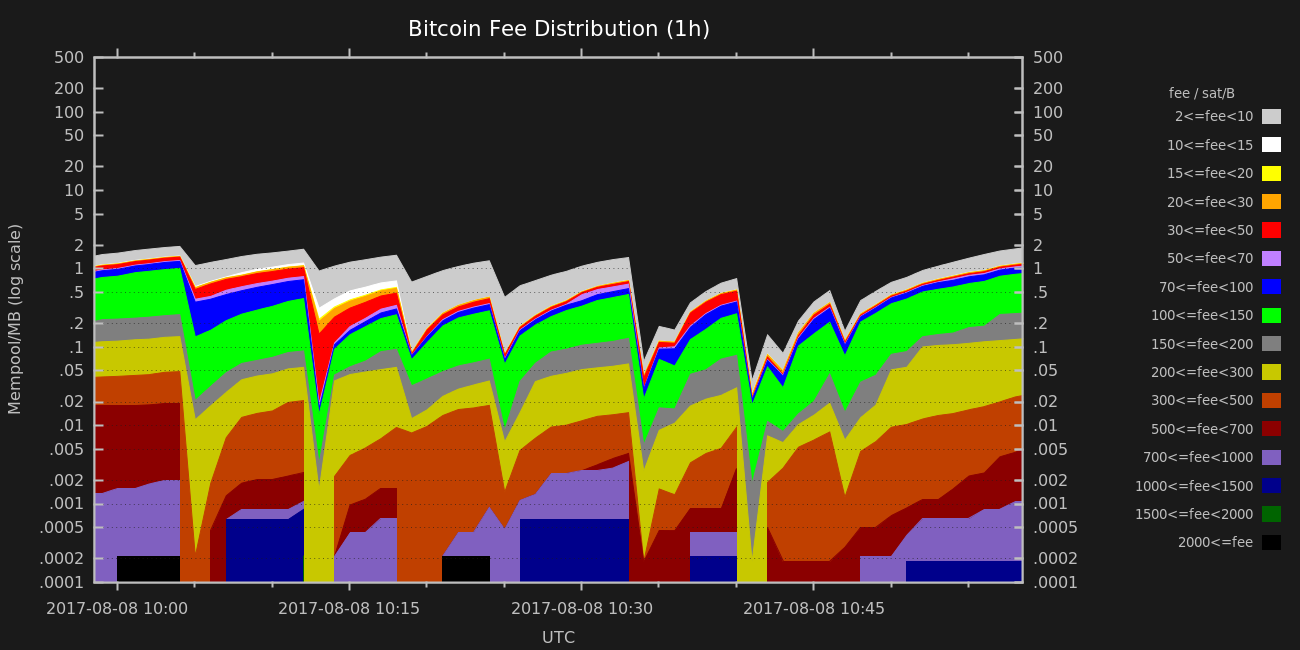 Bitcoin Fee Distribution (1h)
500 500
200 200
100 100
50 50
20 20
10 10
5 5
2 2
1 1
.5 .5
.2 .2
.1 .1
.05 .05
.02 .02
.01 .01
.005 .005
.002 .002
.001 .001
.0005 .0005
.0002 .0002
.0001 .0001
Mempool/MB (log scale)
2017-08-08 10:00 2017-08-08 10:15 2017-08-08 10:30 2017-08-08 10:45
UTC
fee / sat/B
2<=fee<10
10<=fee<15
15<=fee<20
20<=fee<30
30<=fee<50
50<=fee<70
70<=fee<100
100<=fee<150
150<=fee<200
200<=fee<300
300<=fee<500
500<=fee<700
700<=fee<1000
1000<=fee<1500
1500<=fee<2000
2000<=fee